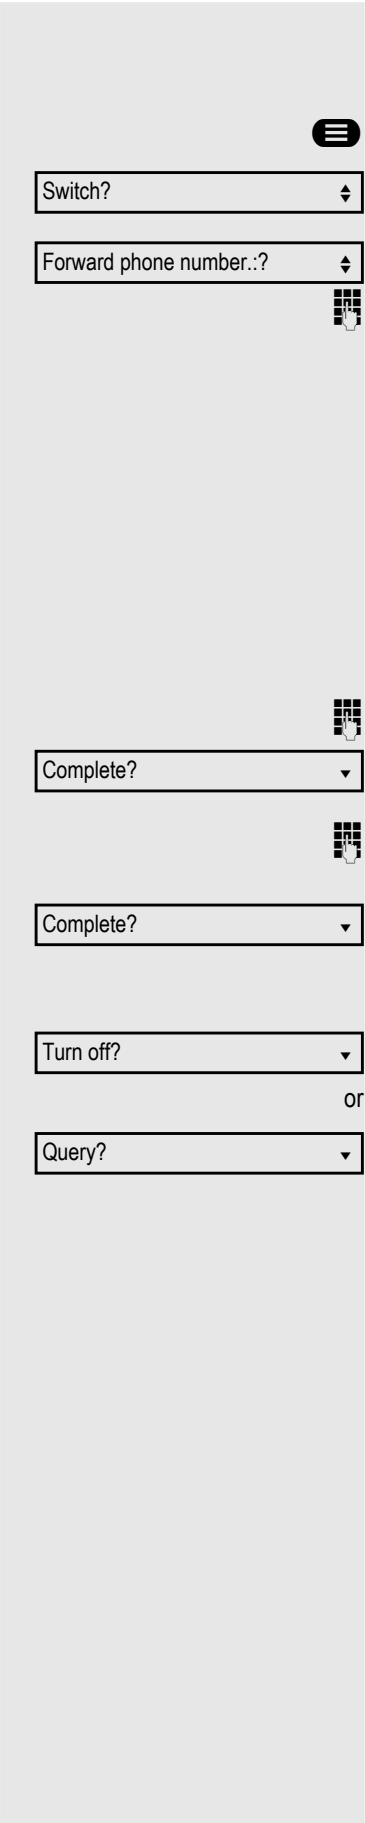 Switch?
Forward phone number.:?
Complete?
Complete?
Turn off?
or
Query?